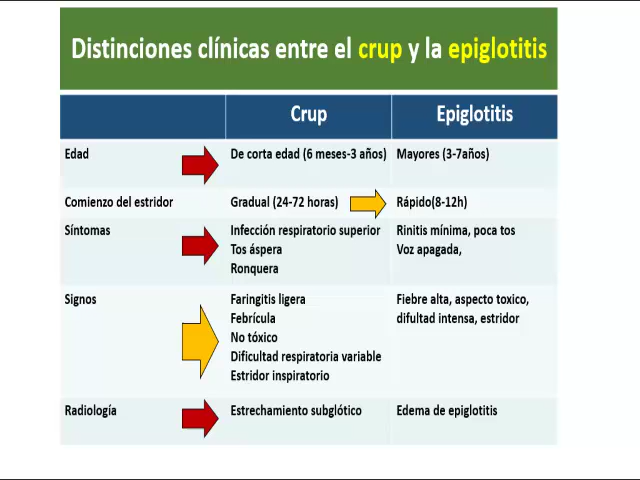 Distinciones clínicas entre el crup y la epiglotitis
Crup Epiglotitis
Edad De corta edad (6 meses-3 años) Mayores (3-7años)
Comienzo del estridor Gradual (24-72 horas) Rápido(8-12h)
Síntomas Infección respiratorio superior Rinitis mínima, poca tos
Tos áspera Voz apagada,
Ronquera
Signos Faringitis ligera Fiebre alta, aspecto toxico,
Febrícula difultad intensa, estridor
No tóxico
Dificultad respiratoria variable
Estridor inspiratorio
Radiología Estrechamiento subglótico Edema de epiglotitis